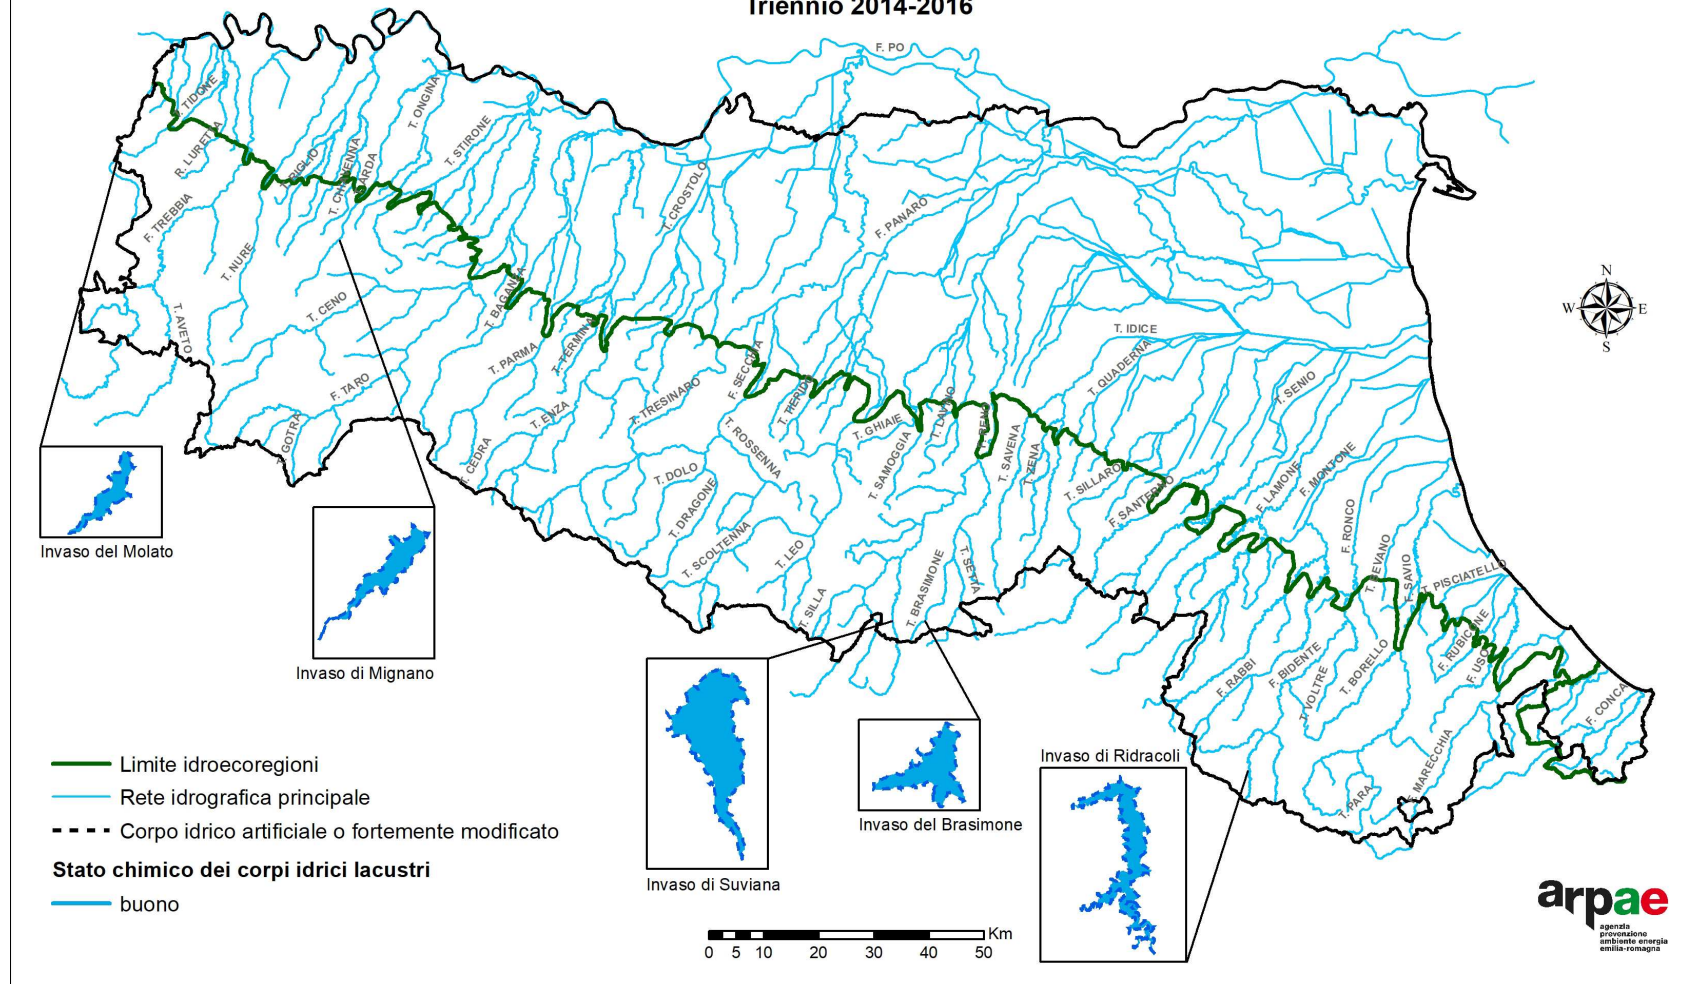 Triennio 2014-2016
F. PO
T. TIDONE
R. LURETTA
T. RIGLIO
T. CHIAVENNA
ARDA
T. ONGINA
T. STIRONE
F. TREBBIA
T. NURE
T. AVETO
T. CENO
T. BAGANZA
T. CROSTOLO
F. PANARO
N
W
E
S
T. PARMA
T. TERMINA
F. TARO
T. GOTRA
T. ENZA
T. CEDRA
T. TRESINARO
F. SECCHIA
T. TIEPIDO
T. ROSSENNA
T. GHIAIE
T. LAVINO
F. RENO
T. SAMOGGIA
T. SAVENA
T. ZENA
T. IDICE
T. QUADERNA
T. SENIO
T. SILLARO
F. SANTERNO
F. LAMONE
F. MONTONE
F. RONCO
T. BEVANO
F. SAVIO
T. PISCIATELLO
T. DOLO
T. DRAGONE
T. SCOLTENNA
T. LEO
T. SILLA
T. BRASIMONE
T. SETTA
F. RABBI
F. BIDENTE
T. VOLTRE
T. BORELLO
F. RUBICONE
F. USO
F. CONCA
F. MARECCHIA
T. PARA
Invaso del Molato
Invaso di Mignano
Invaso di Suviana
Invaso del Brasimone
Invaso di Ridracoli
Limite idroecoregioni
Rete idrografica principale
Corpo idrico artificiale o fortemente modificato
Stato chimico dei corpi idrici lacustri
buono
Km
0 5 10 20 30 40 50
arpae
agenzia
prevenzione
ambiente energia
emilia-romagna